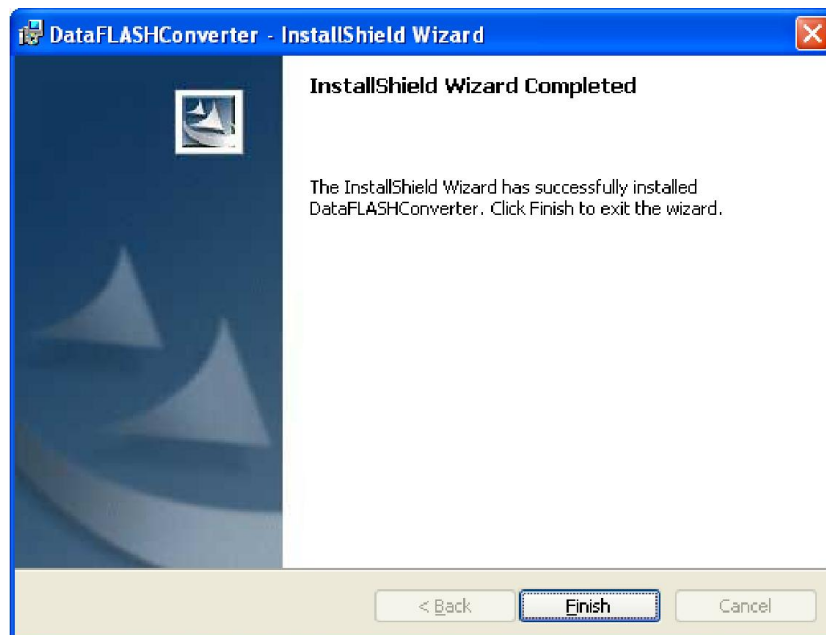 DataFLASHConverter - InstallShield Wizard
InstallShield Wizard Completed
The InstallShield Wizard has successfully installed
DataFLASHConverter. Click Finish to exit the wizard.
< Back
Finish
Cancel